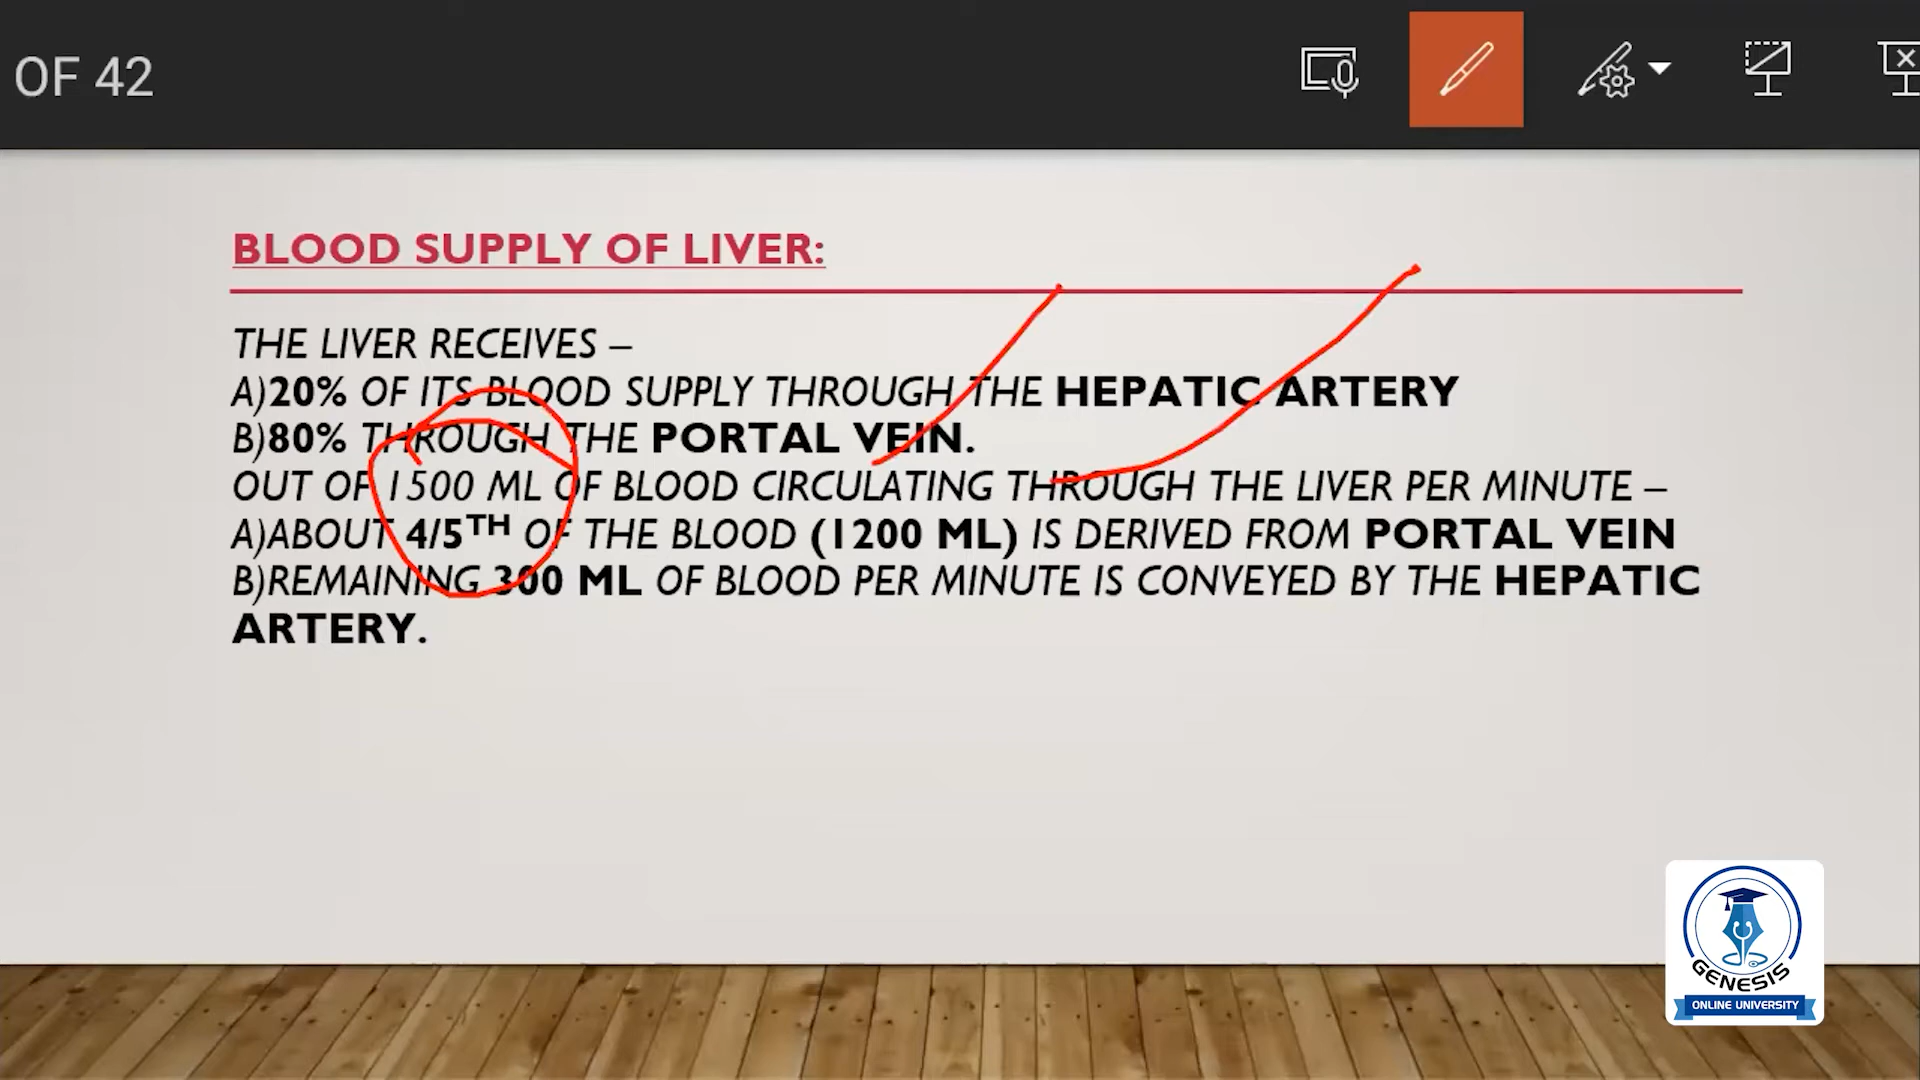 OF 42
BLOOD SUPPLY OF LIVER:
THE LIVER RECEIVES –
A)20% OF ITS BLOOD SUPPLY THROUGH THE HEPATIC ARTERY
B)80% THROUGH THE PORTAL VEIN.
OUT OF 1500 ML OF BLOOD CIRCULATING THROUGH THE LIVER PER MINUTE –
A)ABOUT 4/5TH OF THE BLOOD (1200 ML) IS DERIVED FROM PORTAL VEIN
B)REMAINING 300 ML OF BLOOD PER MINUTE IS CONVEYED BY THE HEPATIC
ARTERY.
GENESIS
ONLINE UNIVERSITY